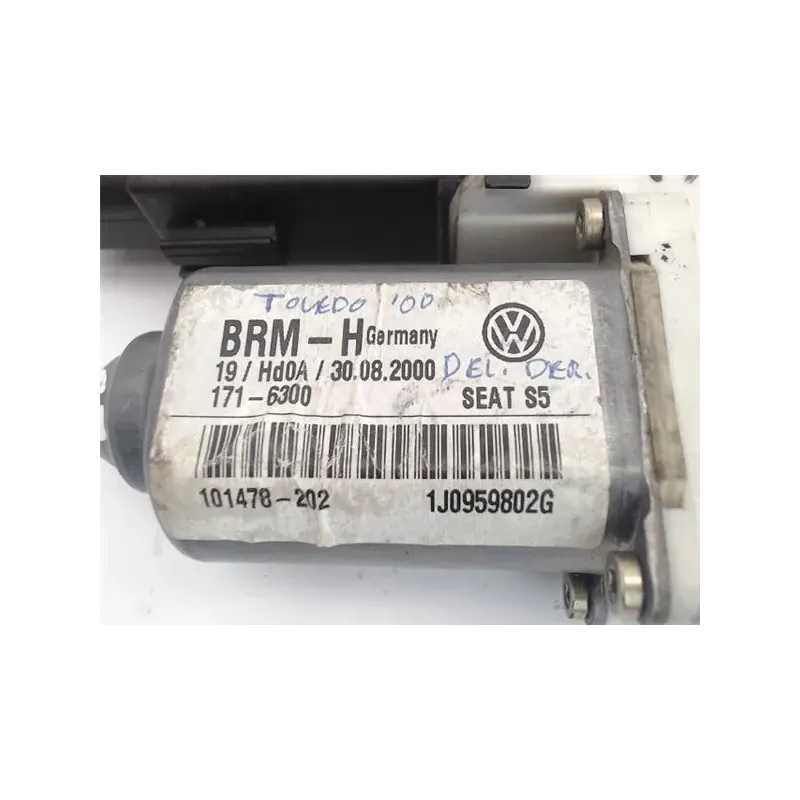 TOLEDO '00
BRM-H Germany
19/Hd0A/30.08.2000 DEL. DER.
171-6300 SEAT S5
101478-202 1J0959802G